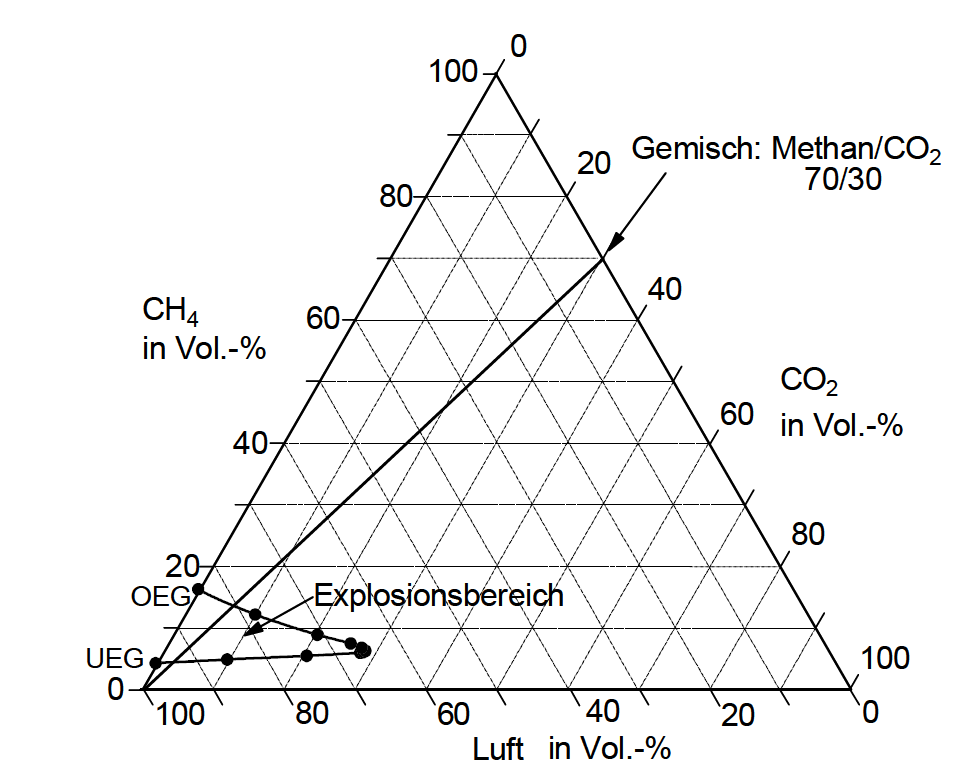 0
100
Gemisch: Methan/CO₂
70/30
20
80
40
CH₄
in Vol.-%
60
CO₂
in Vol.-%
60
40
80
20
OEG
Explosionsbereich
UEG
100
0
100
80
60
40
20
0
Luft in Vol.-%